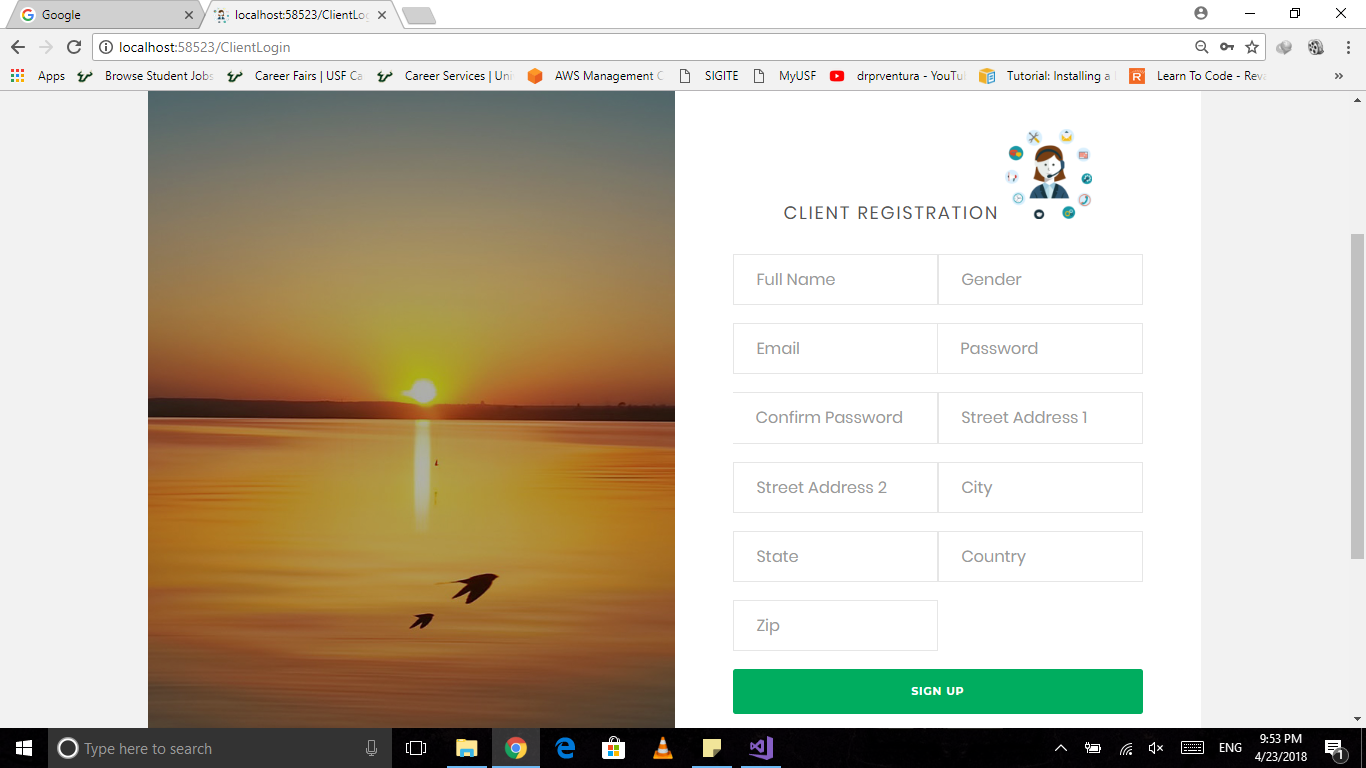 Google
localhost:58523/ClientLo
localhost:58523/ClientLogin
Apps Browse Student Jobs Career Fairs | USF Ca Career Services | Uni AWS Management C SIGITE MyUSF drprventura - YouTu Tutorial: Installing a Learn To Code - Reva »
CLIENT REGISTRATION
Full Name Gender
Email Password
Confirm Password Street Address 1
Street Address 2 City
State Country
Zip
SIGN UP
Type here to search
ENG
9:53 PM
4/23/2018
1